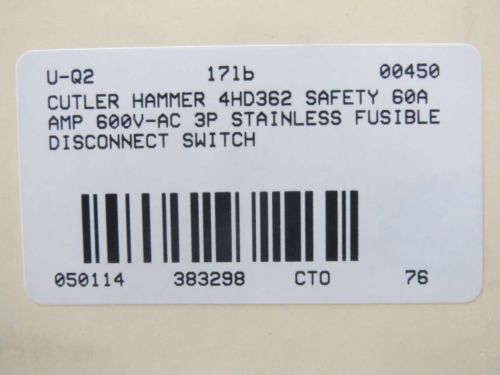 U-Q2 17lb 00450
CUTLER HAMMER 4HD362 SAFETY 60A
AMP 600V-AC 3P STAINLESS FUSIBLE
DISCONNECT SWITCH
050114 383298 CTO 76